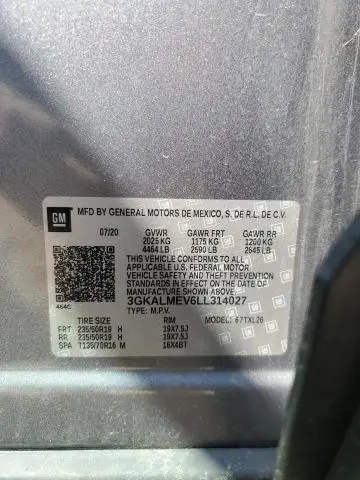 GM MFD BY GENERAL MOTORS DE MEXICO, S. DE R.L. DE C.V.
07/20 GVWR GAWR FRT GAWR RR
2025 KG 1175 KG 1200 KG
4464 LB 2590 LB 2645 LB
THIS VEHICLE CONFORMS TO ALL
APPLICABLE U.S. FEDERAL MOTOR
VEHICLE SAFETY AND THEFT PREVENTION
STANDARDS IN EFFECT ON THE DATE OF
MANUFACTURE SHOWN ABOVE.
464C 3GKALMEV6LL314027
TYPE: M.P.V.
TIRE SIZE RIM MODEL: 67TXL26
FRT 235/50R19 H 19X7.5J
RR 235/50R19 H 19X7.5J
SPA T135/70R16 M 16X4BT